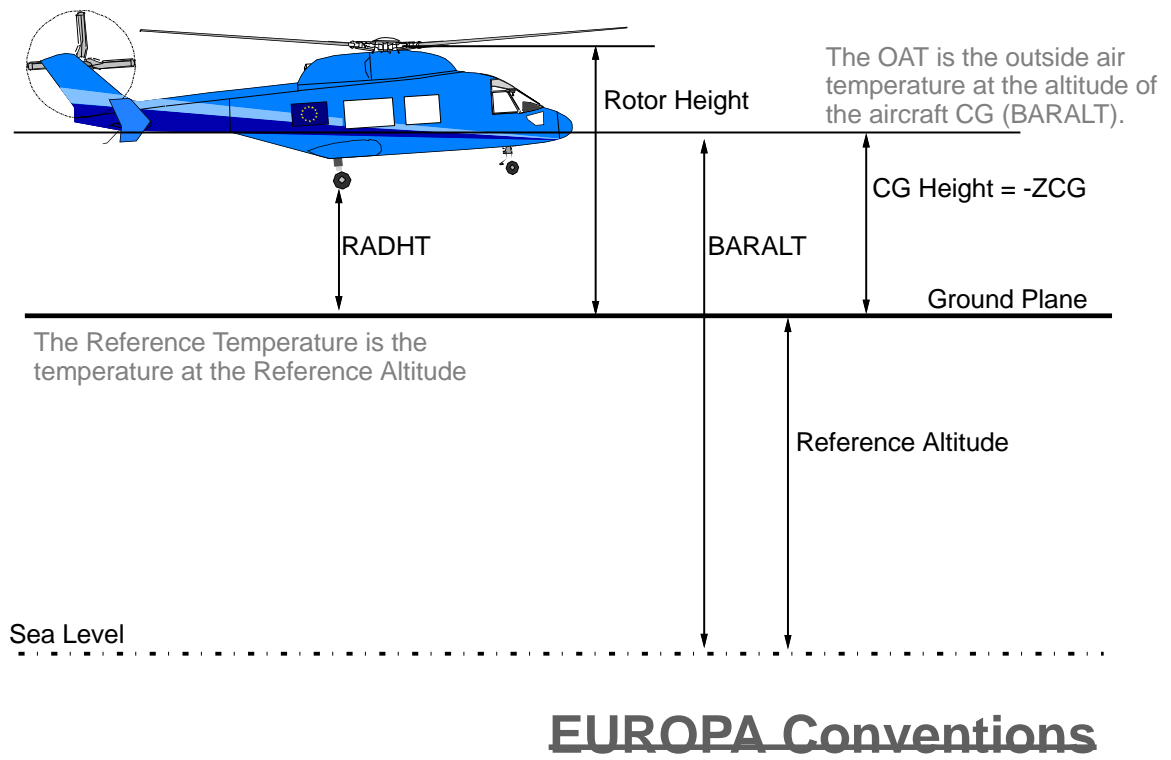 The OAT is the outside air
temperature at the altitude of
the aircraft CG (BARALT).
Rotor Height
CG Height = -ZCG
RADHT
BARALT
Ground Plane
The Reference Temperature is the
temperature at the Reference Altitude
Reference Altitude
Sea Level
EUROPA Conventions